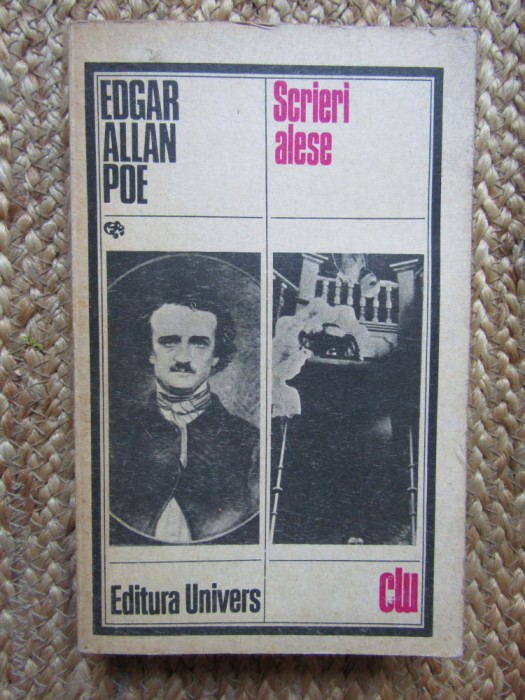 EDGAR
ALLAN
POE
Scrieri
alese
Editura Univers
clu